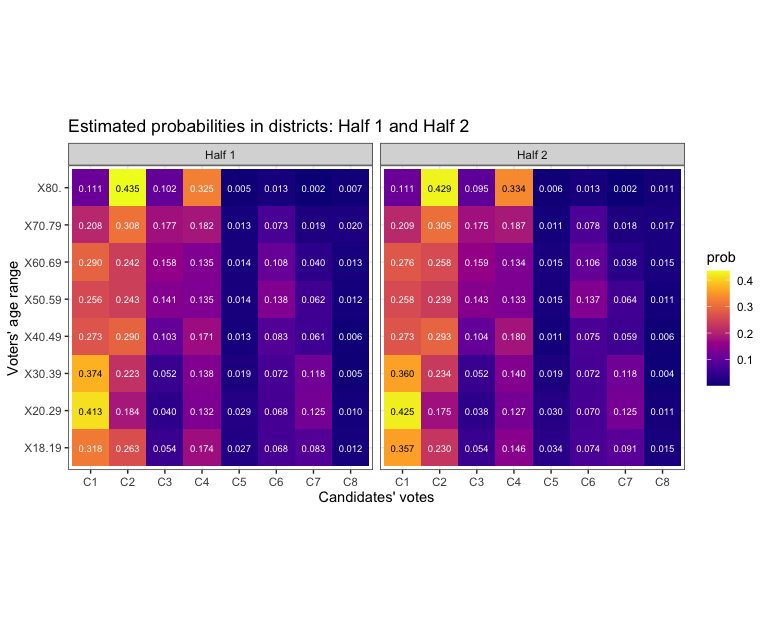 Estimated probabilities in districts: Half 1 and Half 2
Half 1 Half 2
X80. 0.111 0.435 0.102 0.325 0.005 0.013 0.002 0.007 0.111 0.429 0.095 0.334 0.006 0.013 0.002 0.011
X70.79 0.208 0.308 0.177 0.182 0.013 0.073 0.019 0.020 0.209 0.305 0.175 0.187 0.011 0.078 0.018 0.017
X60.69 0.290 0.242 0.158 0.135 0.014 0.108 0.040 0.013 0.276 0.258 0.159 0.134 0.015 0.106 0.038 0.015
X50.59 0.256 0.243 0.141 0.135 0.014 0.138 0.062 0.012 0.258 0.239 0.143 0.133 0.015 0.137 0.064 0.011
X40.49 0.273 0.290 0.103 0.171 0.013 0.083 0.061 0.006 0.273 0.293 0.104 0.180 0.011 0.075 0.059 0.006
X30.39 0.374 0.223 0.052 0.138 0.019 0.072 0.118 0.005 0.360 0.234 0.052 0.140 0.019 0.072 0.118 0.004
X20.29 0.413 0.184 0.040 0.132 0.029 0.068 0.125 0.010 0.425 0.175 0.038 0.127 0.030 0.070 0.125 0.011
X18.19 0.318 0.263 0.054 0.174 0.027 0.068 0.083 0.012 0.357 0.230 0.054 0.146 0.034 0.074 0.091 0.015
C1 C2 C3 C4 C5 C6 C7 C8 C1 C2 C3 C4 C5 C6 C7 C8
Candidates' votes
Voters' age range
prob
0.4
0.3
0.2
0.1